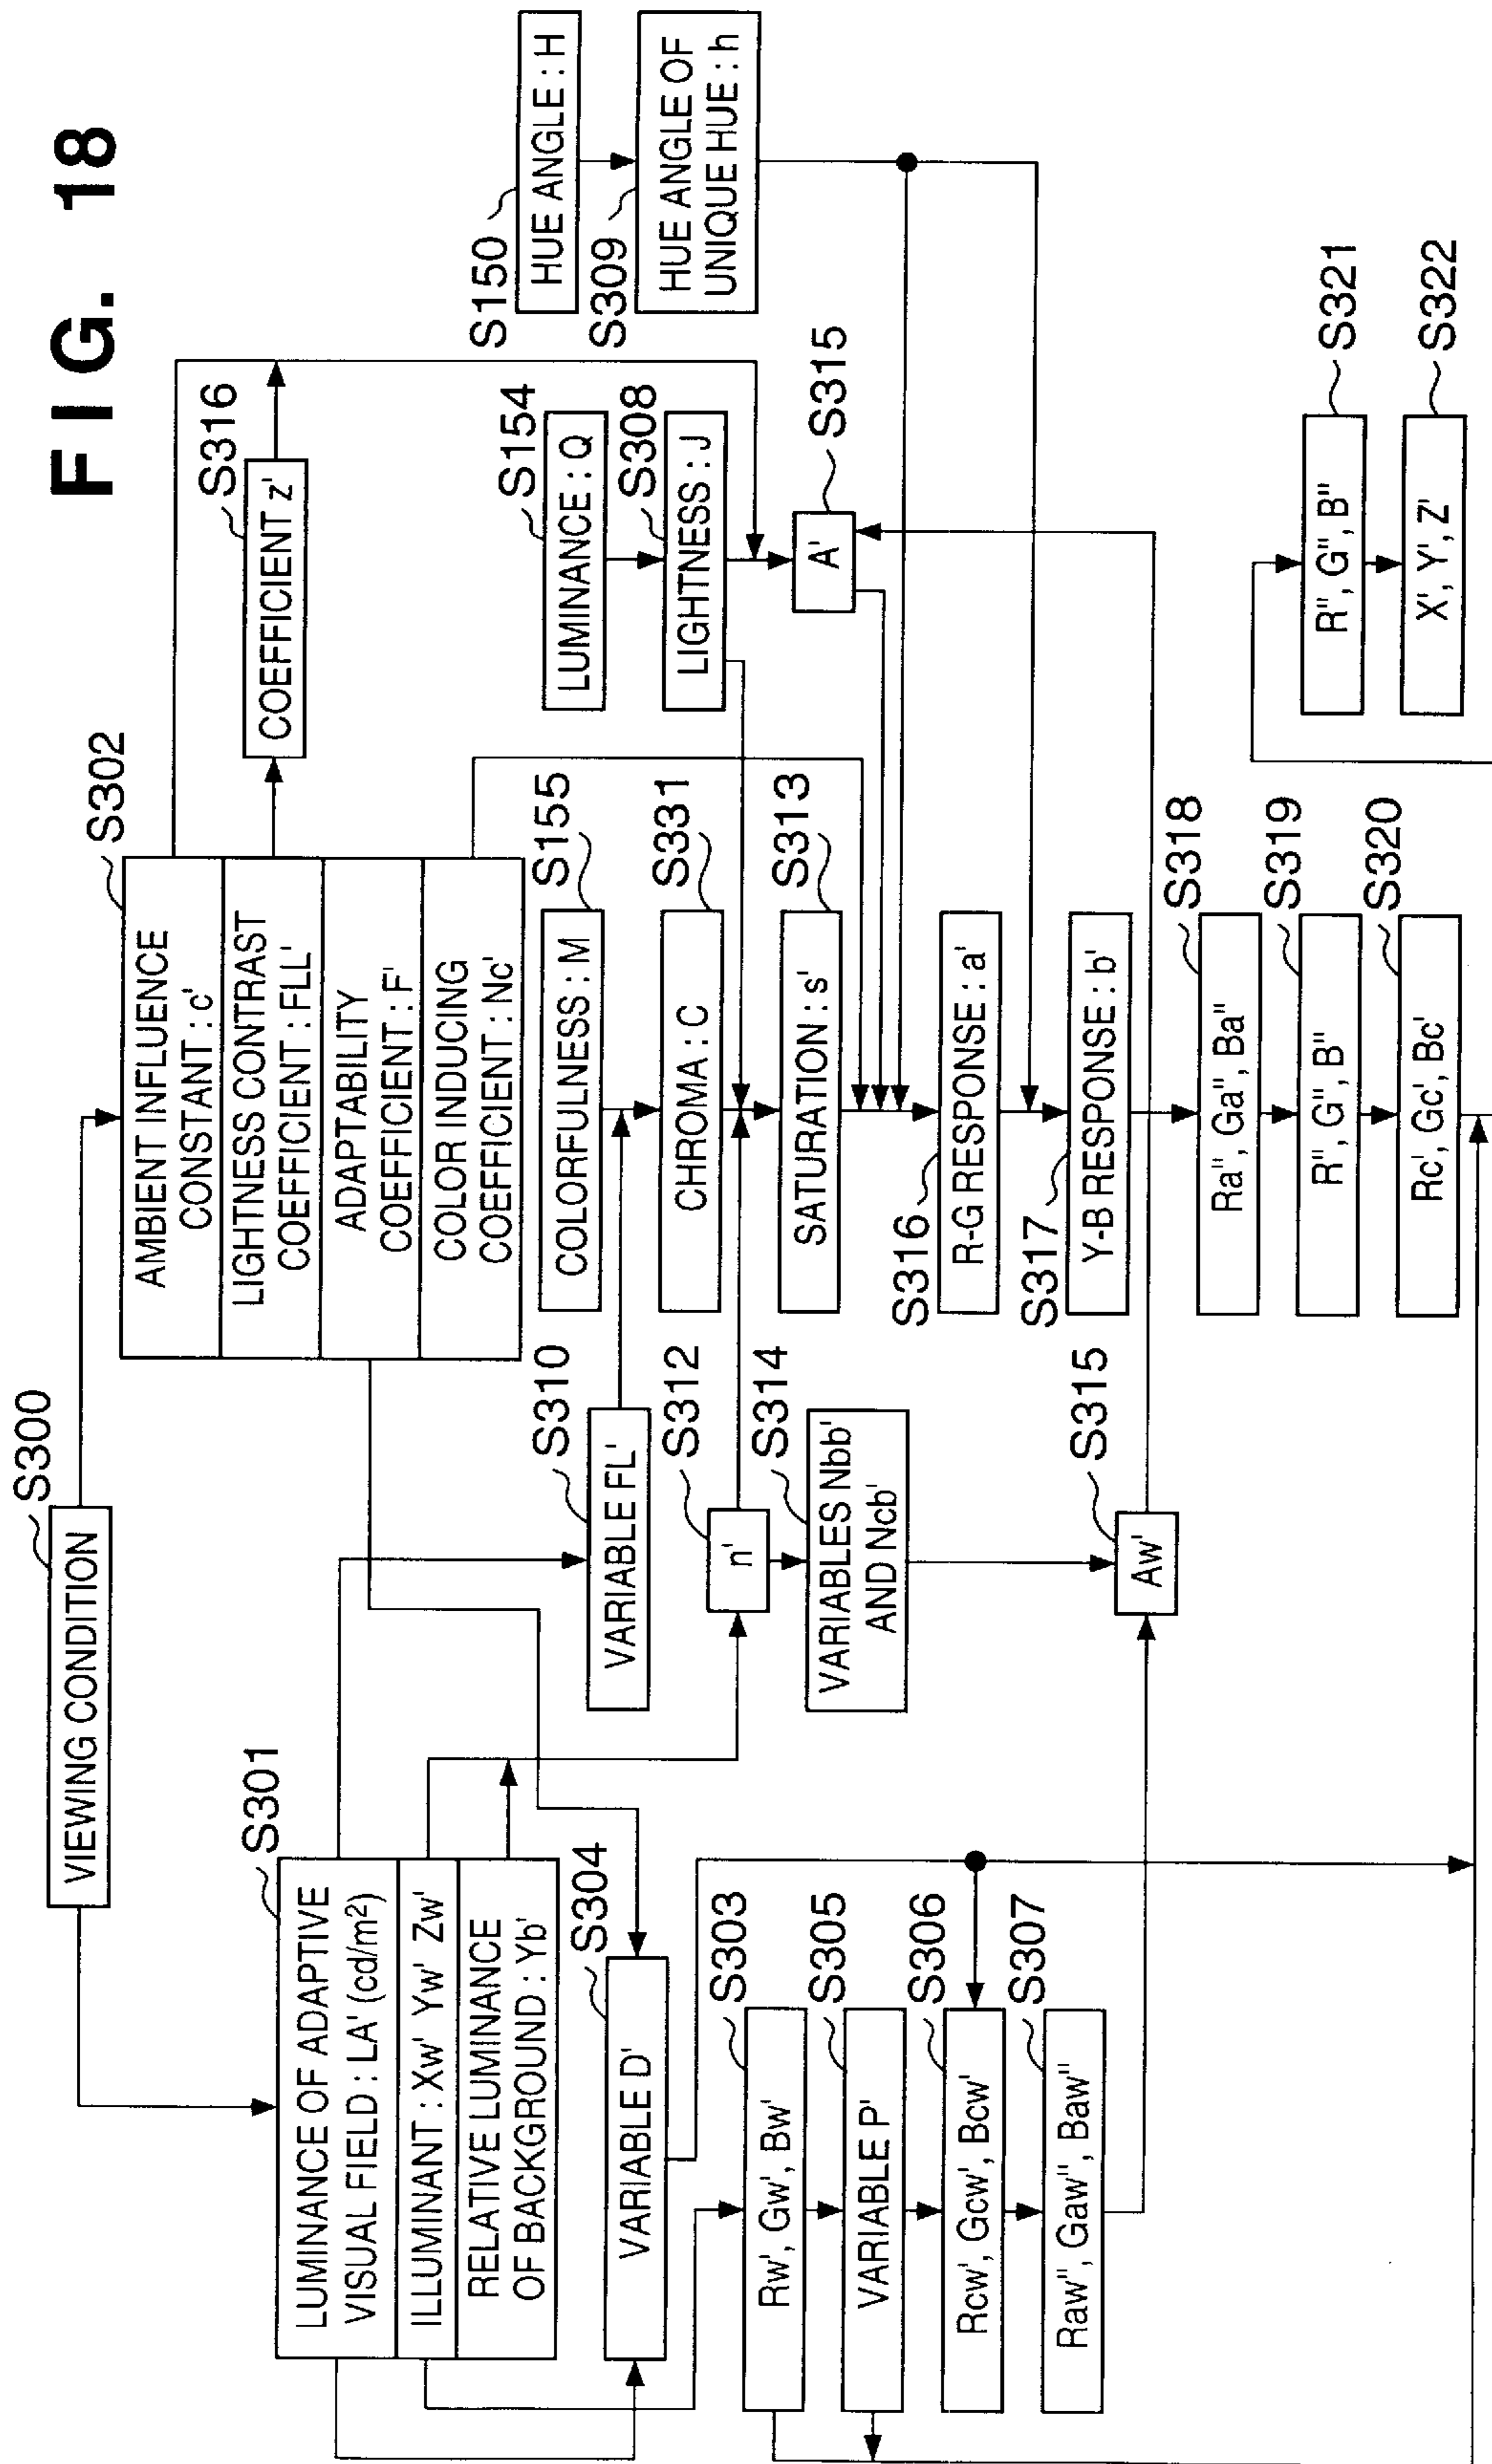 FIG. 18
S300
VIEWING CONDITION
S301
LUMINANCE OF ADAPTIVE
VISUAL FIELD : LA' (cd/m²)
ILLUMINANT : Xw' Yw' Zw'
RELATIVE LUMINANCE
OF BACKGROUND : Yb'
S302
AMBIENT INFLUENCE
CONSTANT : c'
LIGHTNESS CONTRAST
COEFFICIENT : FLL'
ADAPTABILITY
COEFFICIENT : F'
COLOR INDUCING
COEFFICIENT : Nc'
S316
COEFFICIENT z'
S304
VARIABLE D'
S303
Rw', Gw', Bw'
S305
VARIABLE P'
S306
Rcw', Gcw', Bcw'
S307
Raw", Gaw", Baw"
S310
VARIABLE FL'
S312
n'
S314
VARIABLES Nbb'
AND Ncb'
S315
Aw'
S155
COLORFULNESS : M
S331
CHROMA : C
S313
SATURATION : s'
S316
R-G RESPONSE : a'
S317
Y-B RESPONSE : b'
S318
Ra", Ga", Ba"
S319
R", G", B"
S320
Rc', Gc', Bc'
S154
LUMINANCE : Q
S308
LIGHTNESS : J
S315
A'
S150
HUE ANGLE : H
S309
HUE ANGLE OF
UNIQUE HUE : h
S321
R", G", B"
S322
X', Y', Z'